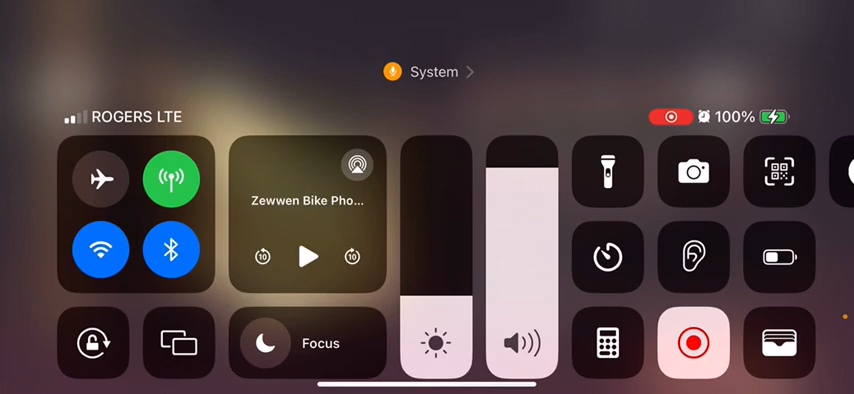 System
ROGERS LTE
100%
Zewwen Bike Pho...
10
10
Focus